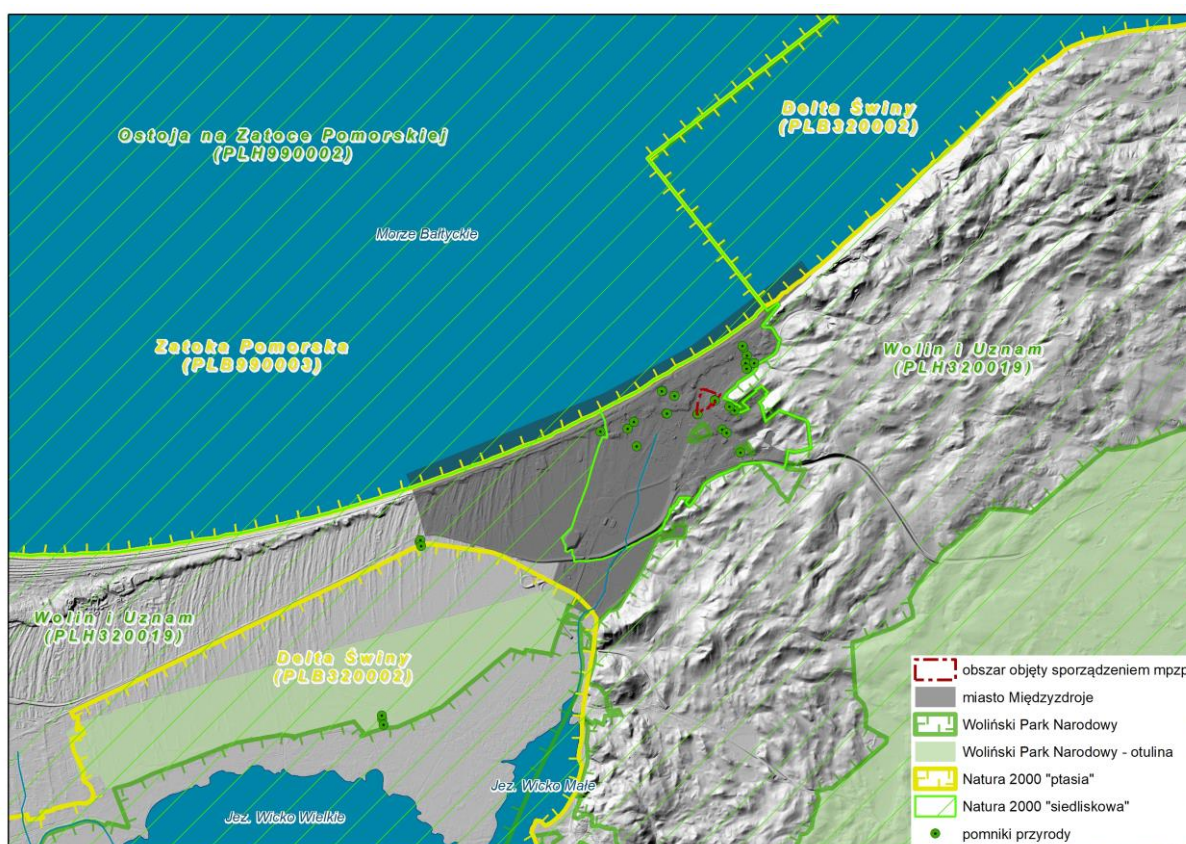 Delta Świny
(PLB320002)
Ostoja na Zatoce Pomorskiej
(PLH990002)
Morze Bałtyckie
Zatoka Pomorska
(PLB990003)
Wolin i Uznam
(PLH320019)
Wolin i Uznam
(PLH320019)
Delta Świny
(PLB320002)
Jez. Wicko Małe
Jez. Wicko Wielkie
obszar objęty sporządzeniem mpzp
miasto Międzyzdroje
Woliński Park Narodowy
Woliński Park Narodowy - otulina
Natura 2000 "ptasia"
Natura 2000 "siedliskowa"
pomniki przyrody